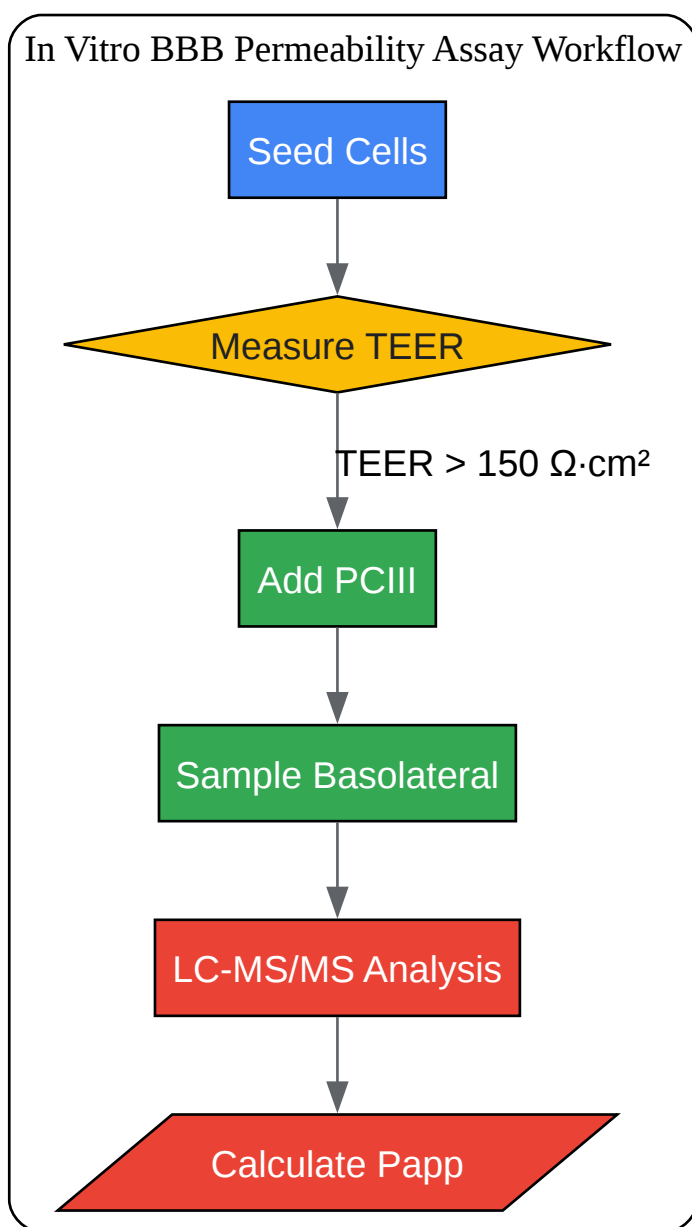 In Vitro BBB Permeability Assay Workflow
Seed Cells
Measure TEER
TEER > 150 Ω·cm²
Add PCIII
Sample Basolateral
LC-MS/MS Analysis
Calculate Papp